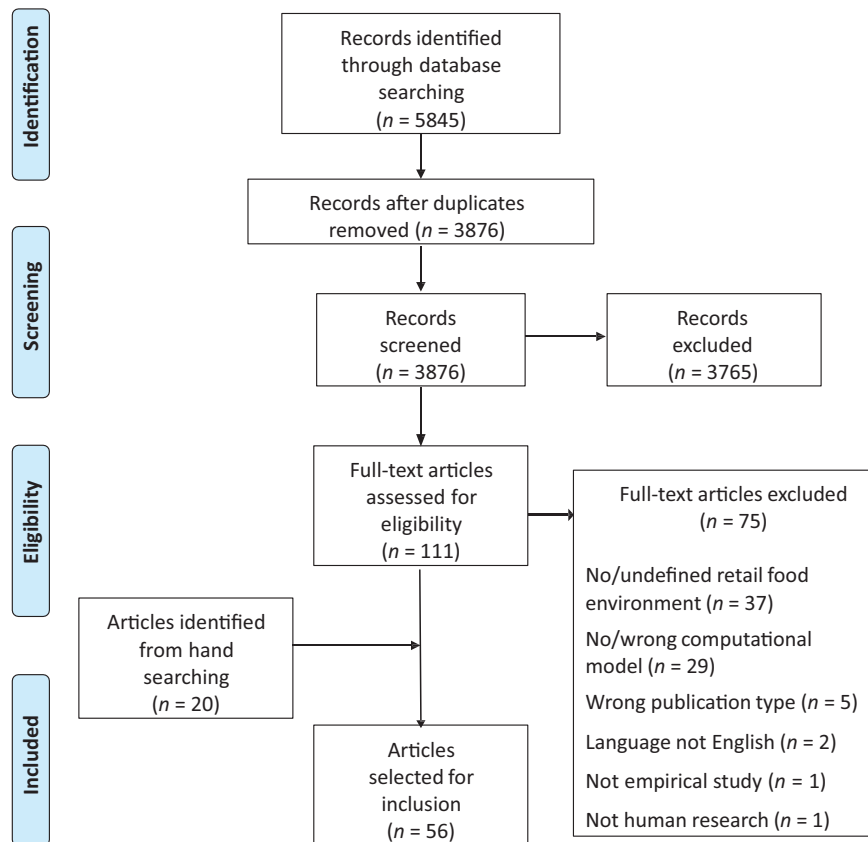 Identification
Records identified
through database
searching
(n = 5845)
Records after duplicates
removed (n = 3876)
Screening
Records
screened
(n = 3876)
Records
excluded
(n = 3765)
Eligibility
Full-text articles
assessed for
eligibility
(n = 111)
Full-text articles excluded
(n = 75)
No/undefined retail food
environment (n = 37)
No/wrong computational
model (n = 29)
Wrong publication type (n = 5)
Language not English (n = 2)
Not empirical study (n = 1)
Not human research (n = 1)
Articles identified
from hand
searching
(n = 20)
Included
Articles
selected for
inclusion
(n = 56)